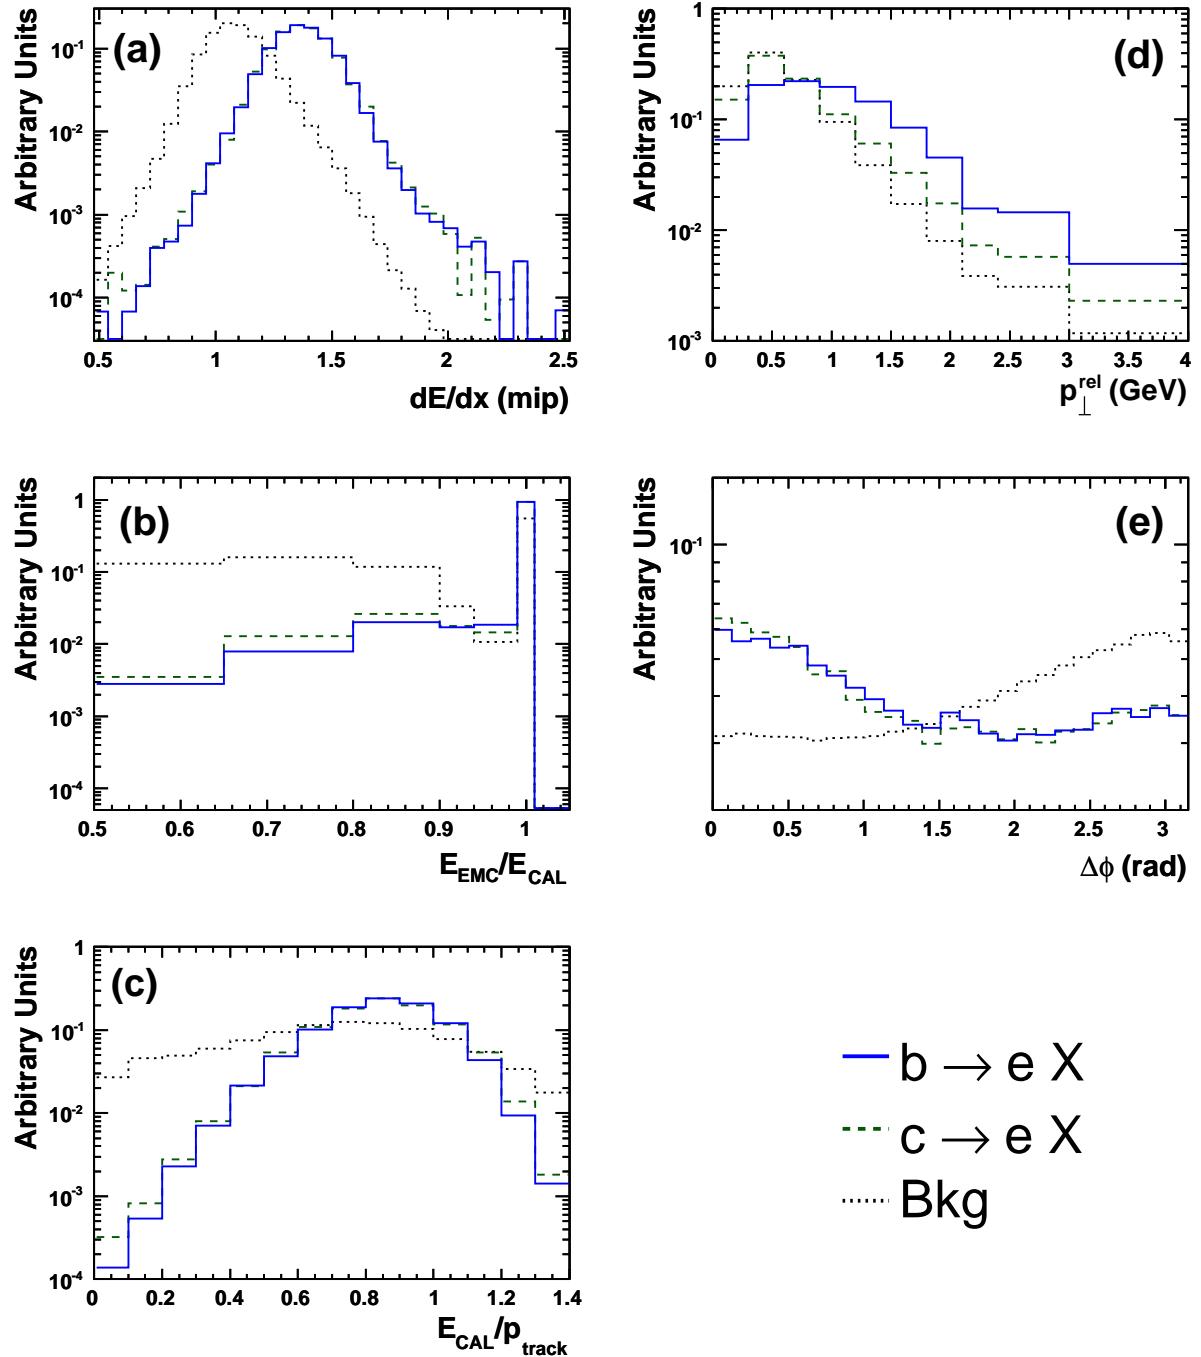 (a)
Arbitrary Units
10⁻¹
10⁻²
10⁻³
10⁻⁴
0.5 1 1.5 2 2.5
dE/dx (mip)
(d)
Arbitrary Units
1
10⁻¹
10⁻²
10⁻³
0 0.5 1 1.5 2 2.5 3 3.5 4
p⊥^rel (GeV)
(b)
Arbitrary Units
1
10⁻¹
10⁻²
10⁻³
10⁻⁴
0.5 0.6 0.7 0.8 0.9 1
E_EMC/E_CAL
(e)
Arbitrary Units
10⁻¹
0 0.5 1 1.5 2 2.5 3
Δϕ (rad)
(c)
Arbitrary Units
1
10⁻¹
10⁻²
10⁻³
10⁻⁴
0 0.2 0.4 0.6 0.8 1 1.2 1.4
E_CAL/p_track
b → e X
c → e X
Bkg